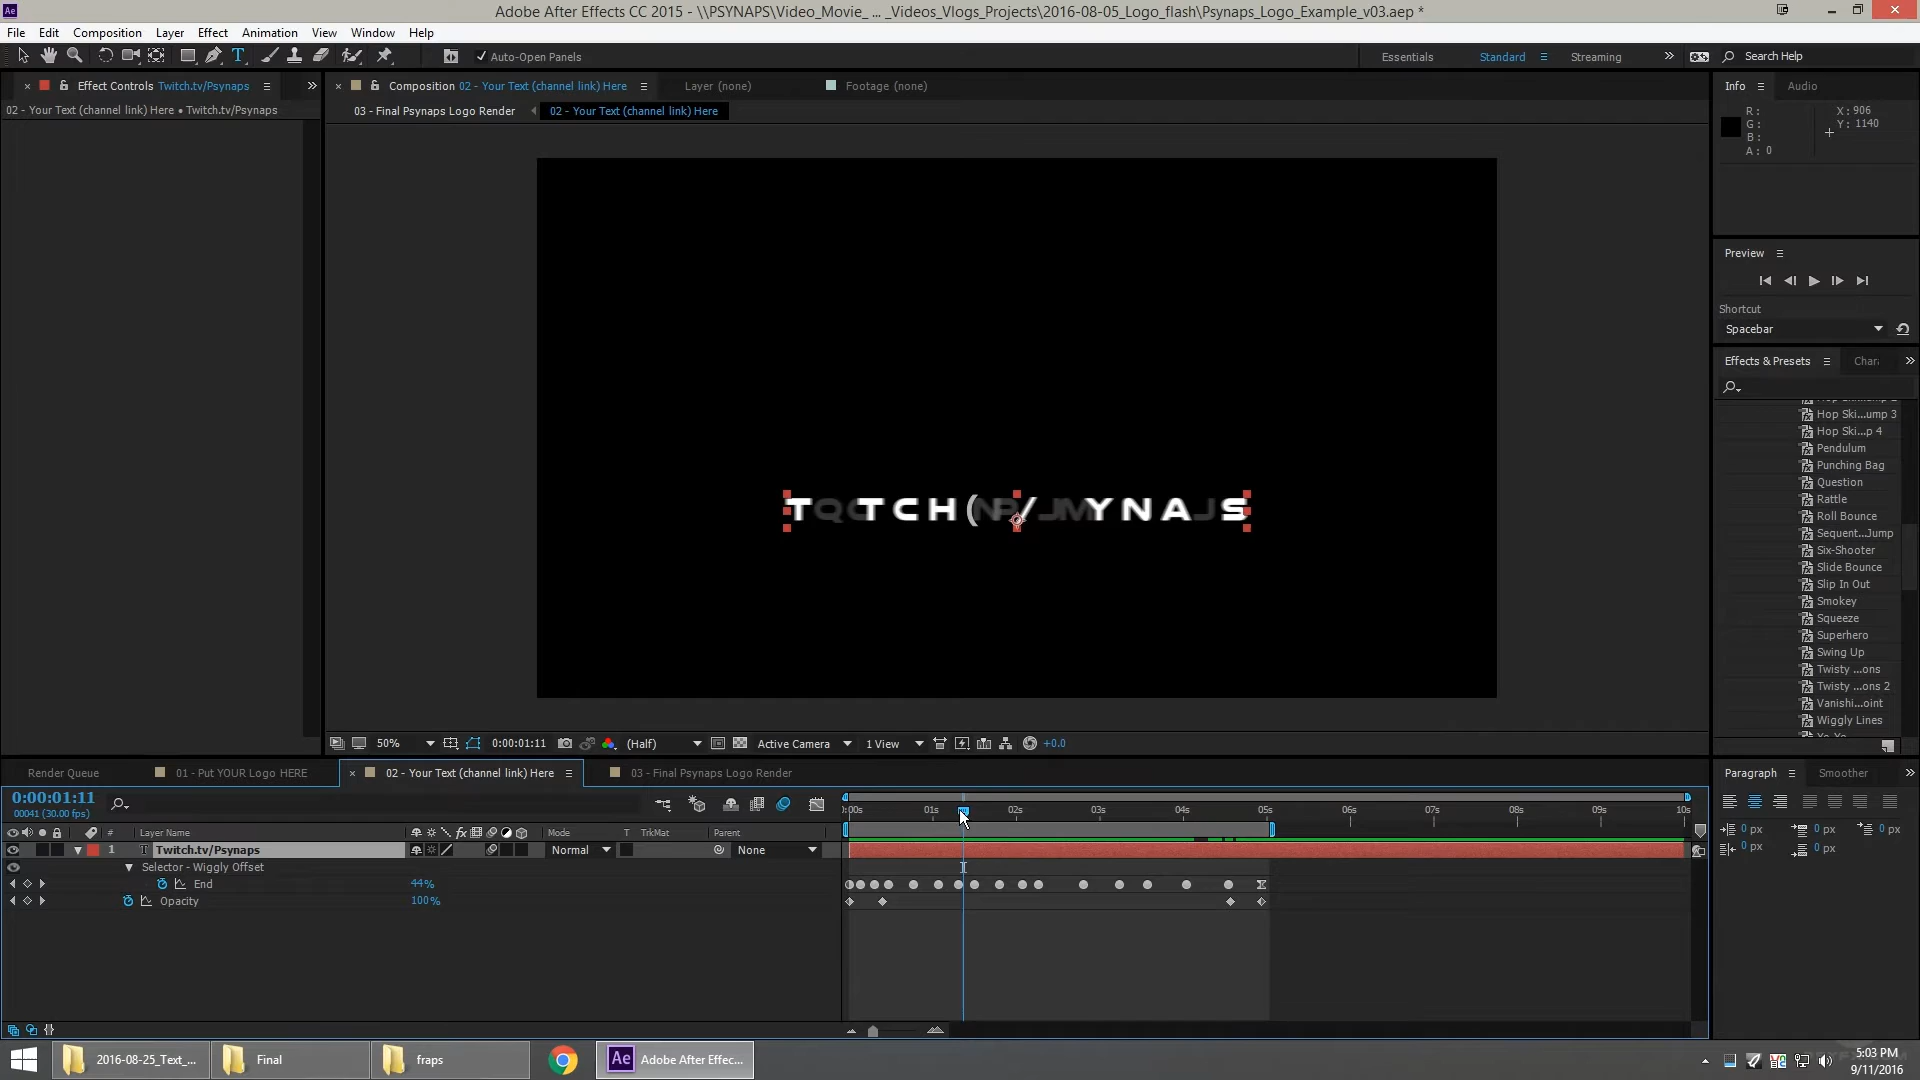 Adobe After Effects CC 2015 - \\PSYNAPS\Video_Movie_ ... _Videos_Vlogs_Projects\2016-08-05_Logo_flash\Psynaps_Logo_Example_v03.aep *
File Edit Composition Layer Effect Animation View Window Help
Auto-Open Panels Essentials Standard Streaming Search Help
Effect Controls Twitch.tv/Psynaps Composition 02 - Your Text (channel link) Here Layer (none) Footage (none) Info Audio
02 - Your Text (channel link) Here • Twitch.tv/Psynaps 03 - Final Psynaps Logo Render 02 - Your Text (channel link) Here
R: X: 906
G: Y: 1140
B:
A: 0
Preview
Shortcut
Spacebar
Effects & Presets Chara
Hop Ski...ump 3
Hop Ski...p 4
Pendulum
Punching Bag
Question
Rattle
Roll Bounce
Sequent...Jump
Six-Shooter
Slide Bounce
Slip In Out
Smokey
Squeeze
Superhero
Swing Up
Twisty ...ons
Twisty ...ons 2
Vanishi...oint
Wiggly Lines
50% 0:00:01:11 (Half) Active Camera 1 View +0.0
Render Queue 01 - Put YOUR Logo HERE 02 - Your Text (channel link) Here 03 - Final Psynaps Logo Render Paragraph Smoother
0:00:01:11
00041 (30.00 fps)
:00s 01s 02s 03s 04s 05s 06s 07s 08s 09s 10s
# Layer Name fx Mode T TrkMat Parent
1 T Twitch.tv/Psynaps Normal None
Selector - Wiggly Offset
End 44%
Opacity 100%
0 px 0 px 0 px
0 px 0 px
2016-08-25_Text_... Final fraps Ae Adobe After Effec...
5:03 PM
9/11/2016